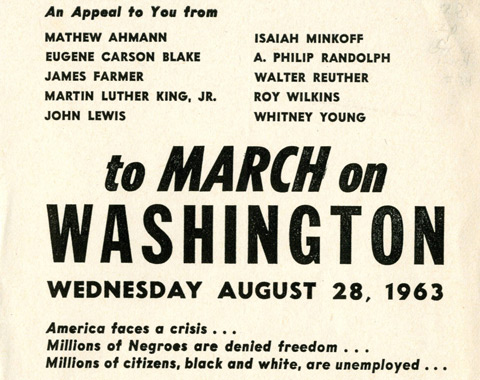 An Appeal to You from
MATHEW AHMANN
EUGENE CARSON BLAKE
JAMES FARMER
MARTIN LUTHER KING, JR.
JOHN LEWIS
ISAIAH MINKOFF
A. PHILIP RANDOLPH
WALTER REUTHER
ROY WILKINS
WHITNEY YOUNG
to MARCH on
WASHINGTON
WEDNESDAY AUGUST 28, 1963
America faces a crisis . . .
Millions of Negroes are denied freedom . . .
Millions of citizens, black and white, are unemployed . . .